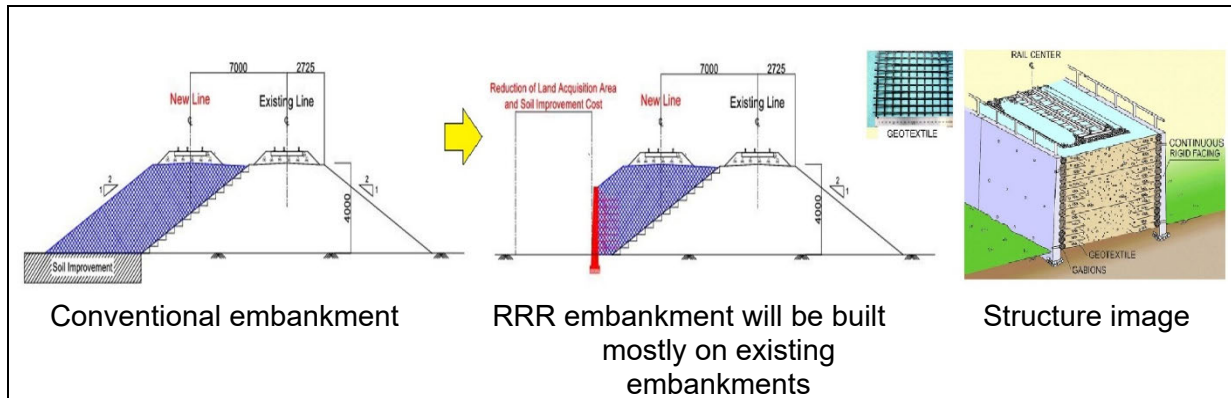 7000
2725
New Line
Existing Line
℄
℄
2
1
2
1
4000
Soil Improvement
Conventional embankment
Reduction of Land Acquisition Area
and Soil Improvement Cost
7000
2725
New Line
Existing Line
℄
℄
2
1
4000
RRR embankment will be built
mostly on existing
embankments
GEOTEXTILE
RAIL CENTER
℄
CONTINUOUS
RIGID FACING
GEOTEXTILE
GABIONS
Structure image